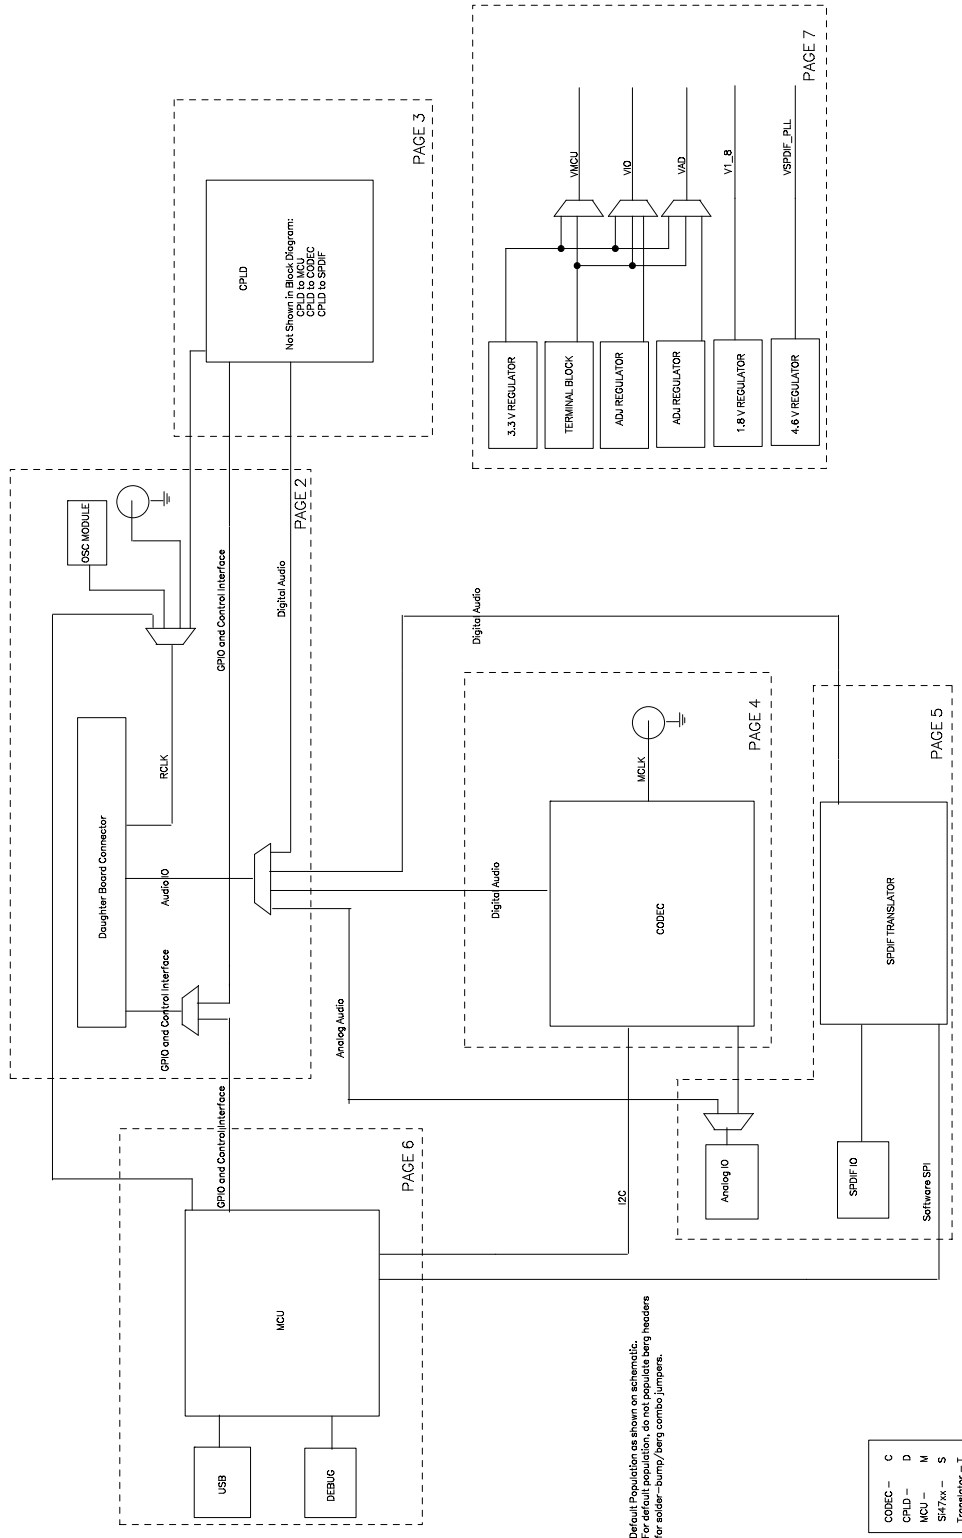 PAGE 2
Daughter Board Connector
OSC MODULE
RCLK
Audio IO
GPIO and Control Interface
GPIO and Control Interface
GPIO and Control Interface
Digital Audio
Analog Audio
Digital Audio
Digital Audio
PAGE 3
CPLD
Not Shown in Block Diagram:
CPLD to MCU
CPLD to CODEC
CPLD to SPDIF
PAGE 6
MCU
USB
DEBUG
I2C
Software SPI
PAGE 4
CODEC
MCLK
PAGE 5
SPDIF TRANSLATOR
Analog IO
SPDIF IO
PAGE 7
3.3 V REGULATOR
TERMINAL BLOCK
ADJ REGULATOR
ADJ REGULATOR
1.8 V REGULATOR
4.6 V REGULATOR
VMCU
VIO
VAD
V1_8
VSPDIF_PLL
Default Population as shown on schematic.
For default population, do not populate berg headers
for solder-bump/berg combo jumpers.
CODEC - C
CPLD - D
MCU - M
Si47xx - S
Translator - T